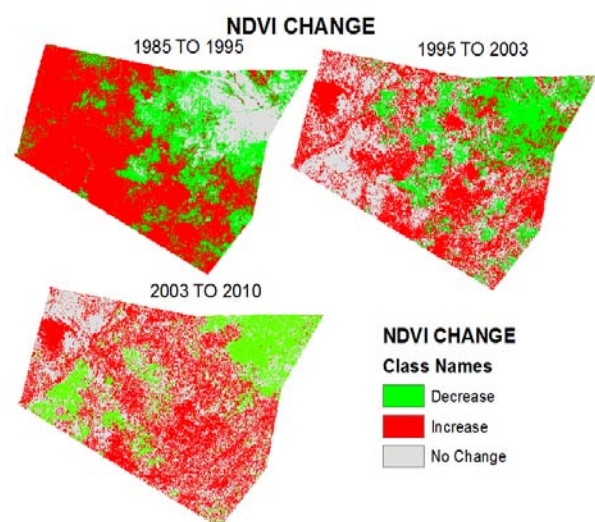 NDVI CHANGE
1985 TO 1995
1995 TO 2003
2003 TO 2010
NDVI CHANGE
Class Names
Decrease
Increase
No Change